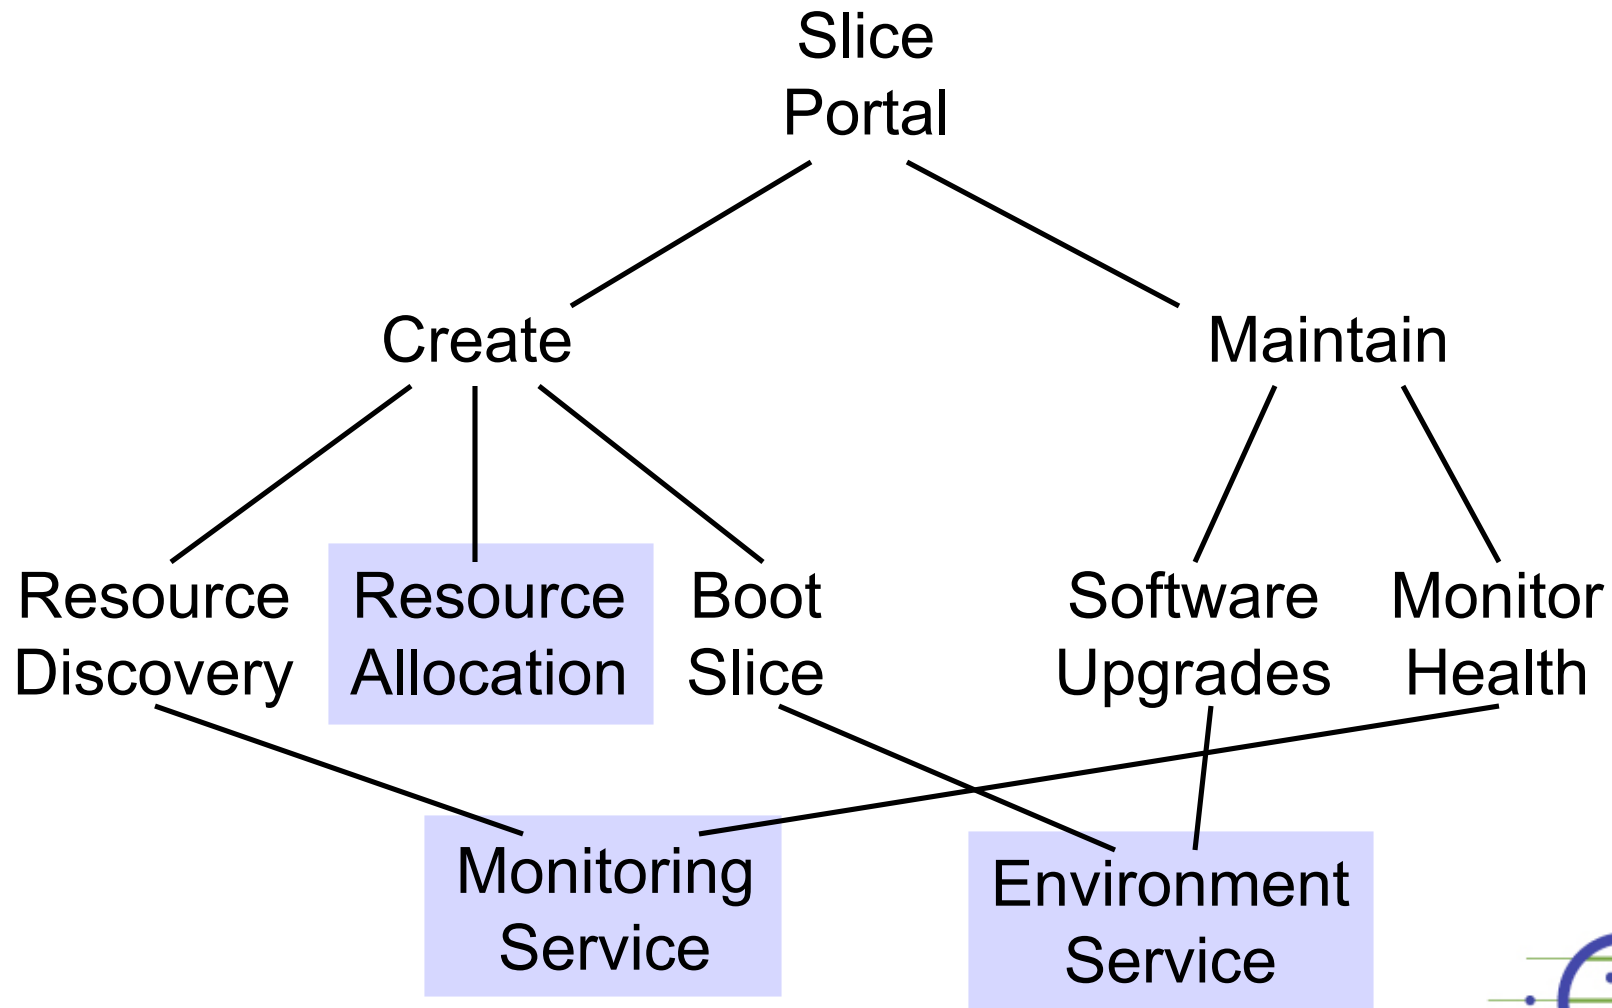 Slice
Portal
Create
Maintain
Resource
Discovery
Resource
Allocation
Boot
Slice
Software
Upgrades
Monitor
Health
Monitoring
Service
Environment
Service